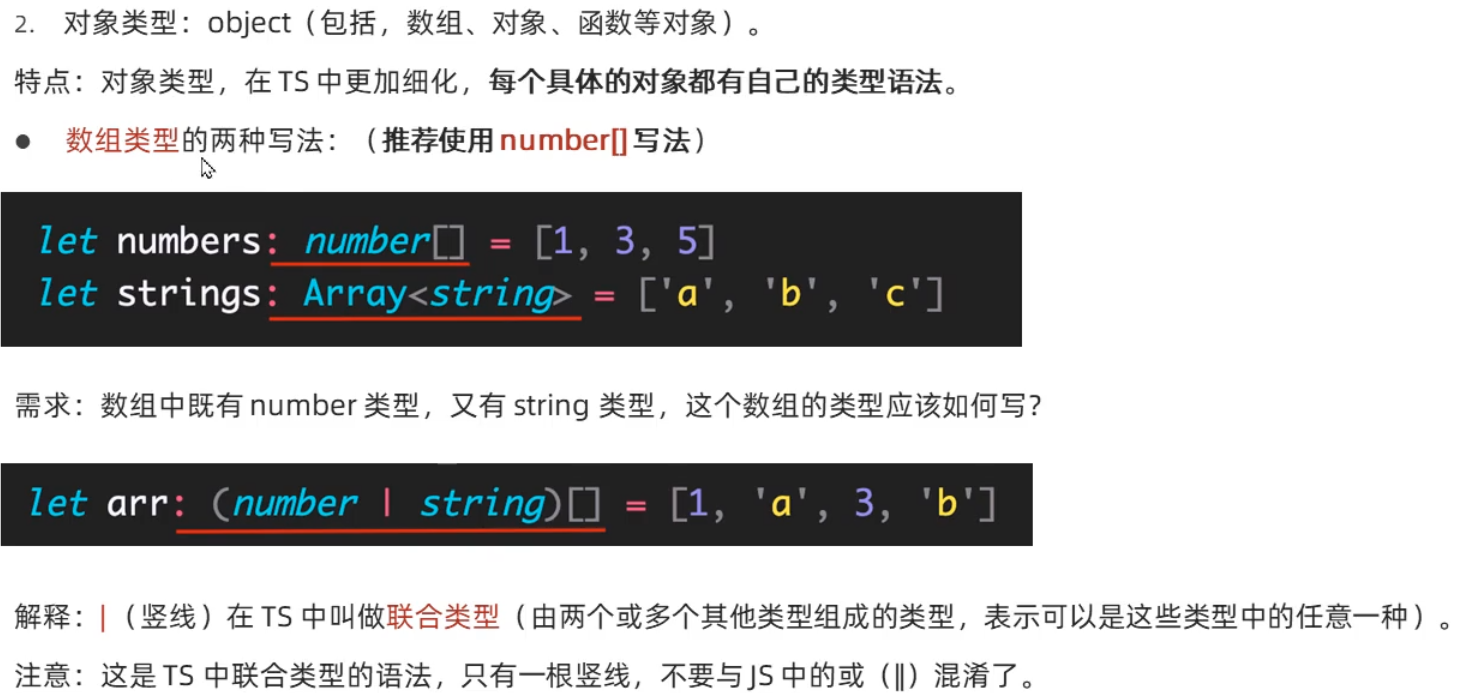 2. 对象类型：object（包括，数组、对象、函数等对象）。
特点：对象类型，在 TS 中更加细化，每个具体的对象都有自己的类型语法。
● 数组类型的两种写法：（推荐使用 number[] 写法）
let numbers: number[] = [1, 3, 5]
let strings: Array<string> = ['a', 'b', 'c']
需求：数组中既有 number 类型，又有 string 类型，这个数组的类型应该如何写？
let arr: (number | string)[] = [1, 'a', 3, 'b']
解释：|（竖线）在 TS 中叫做联合类型（由两个或多个其他类型组成的类型，表示可以是这些类型中的任意一种）。
注意：这是 TS 中联合类型的语法，只有一根竖线，不要与 JS 中的或（||）混淆了。